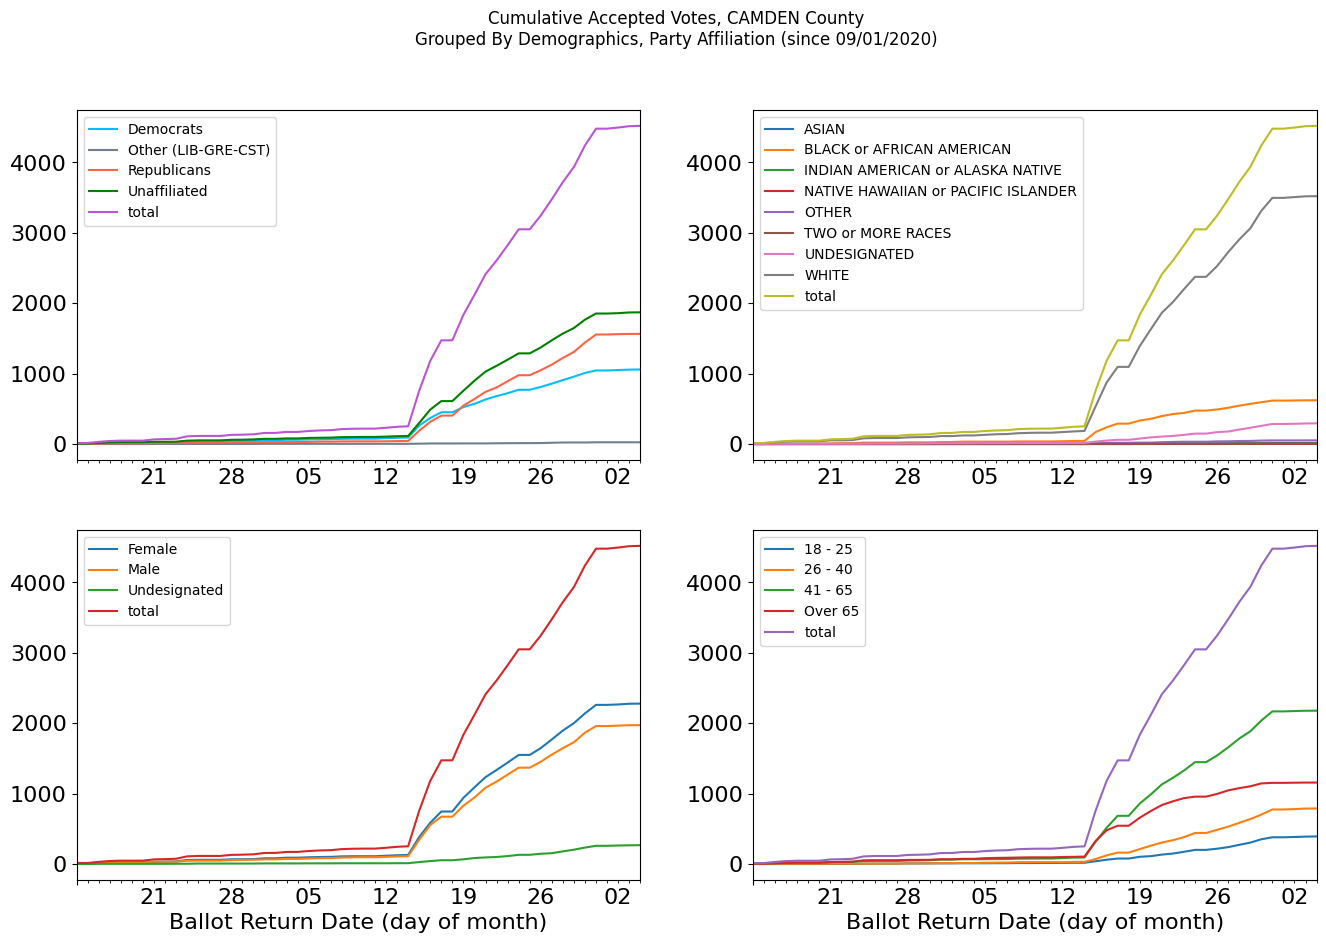 Cumulative Accepted Votes, CAMDEN County
Grouped By Demographics, Party Affiliation (since 09/01/2020)
Democrats
Other (LIB-GRE-CST)
Republicans
Unaffiliated
total
4000
3000
2000
1000
0
21 28 05 12 19 26 02
ASIAN
BLACK or AFRICAN AMERICAN
INDIAN AMERICAN or ALASKA NATIVE
NATIVE HAWAIIAN or PACIFIC ISLANDER
OTHER
TWO or MORE RACES
UNDESIGNATED
WHITE
total
4000
3000
2000
1000
0
21 28 05 12 19 26 02
Female
Male
Undesignated
total
4000
3000
2000
1000
0
21 28 05 12 19 26 02
Ballot Return Date (day of month)
18 - 25
26 - 40
41 - 65
Over 65
total
4000
3000
2000
1000
0
21 28 05 12 19 26 02
Ballot Return Date (day of month)